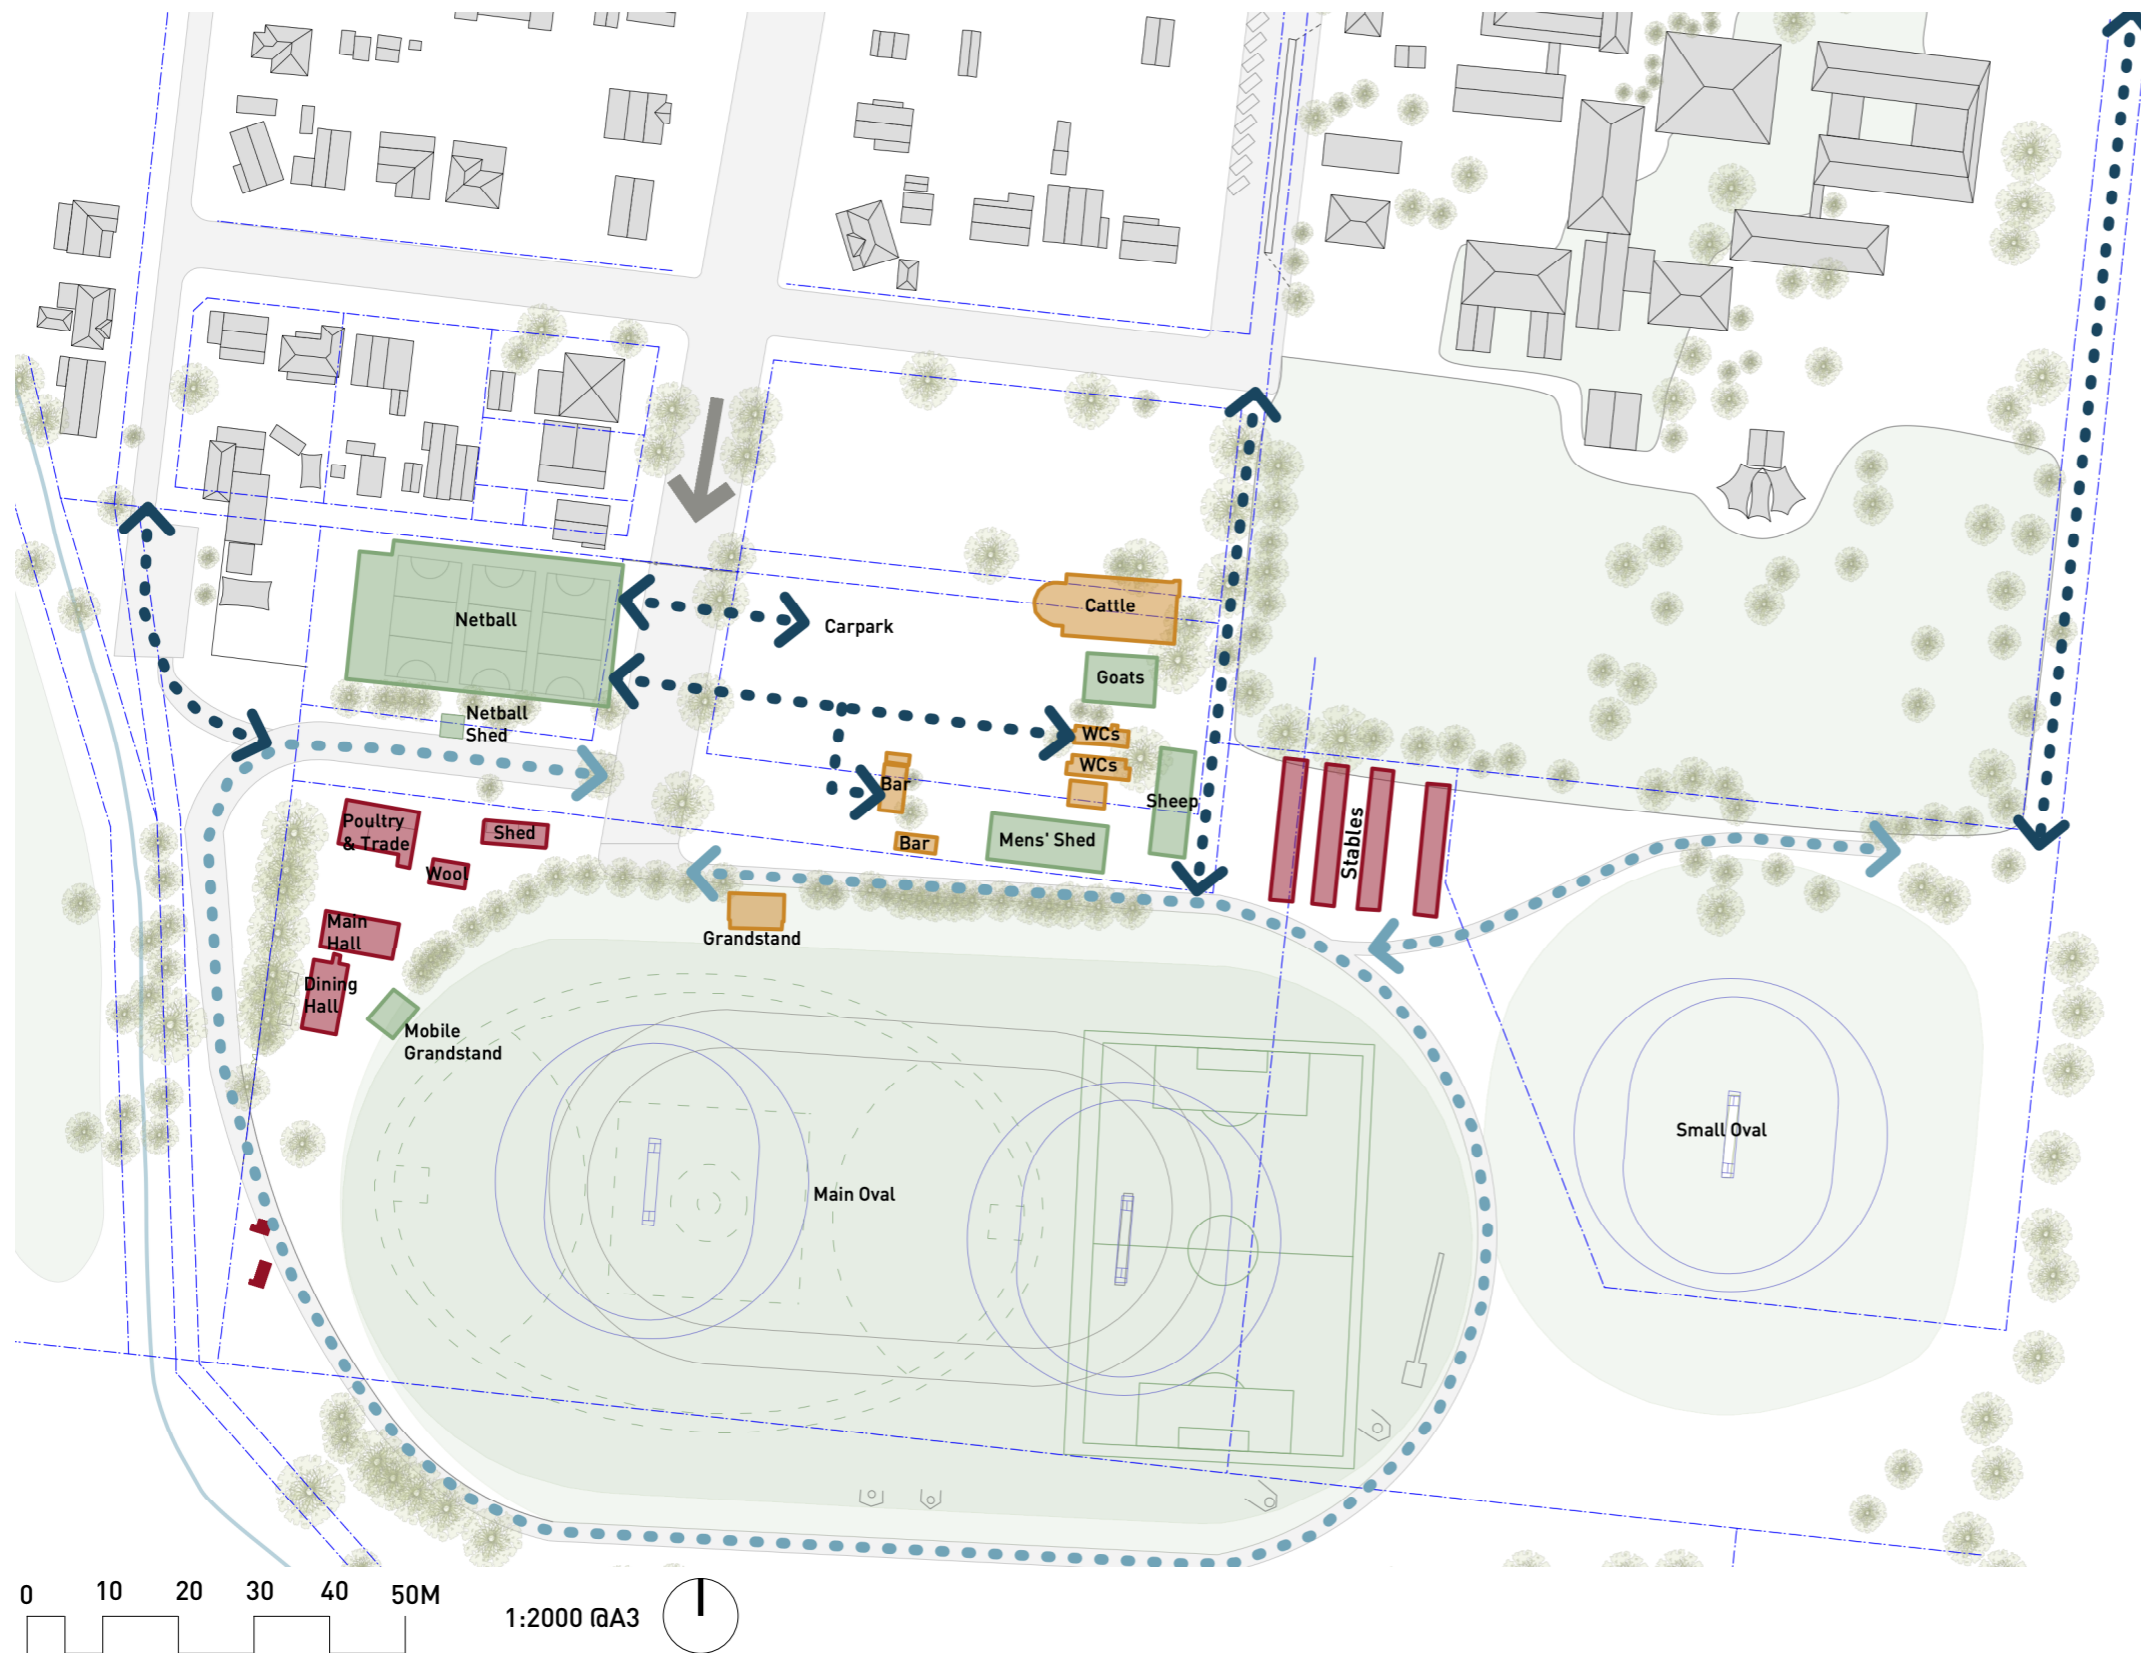 Cattle
Netball
Carpark
Goats
Netball
Shed
WCs
WCs
Bar
Sheep
Poultry
& Trade
Shed
Mens' Shed
Bar
Stables
Wool
Main
Hall
Grandstand
Dining
Hall
Mobile
Grandstand
Small Oval
Main Oval
0 10 20 30 40 50M
1:2000 @A3